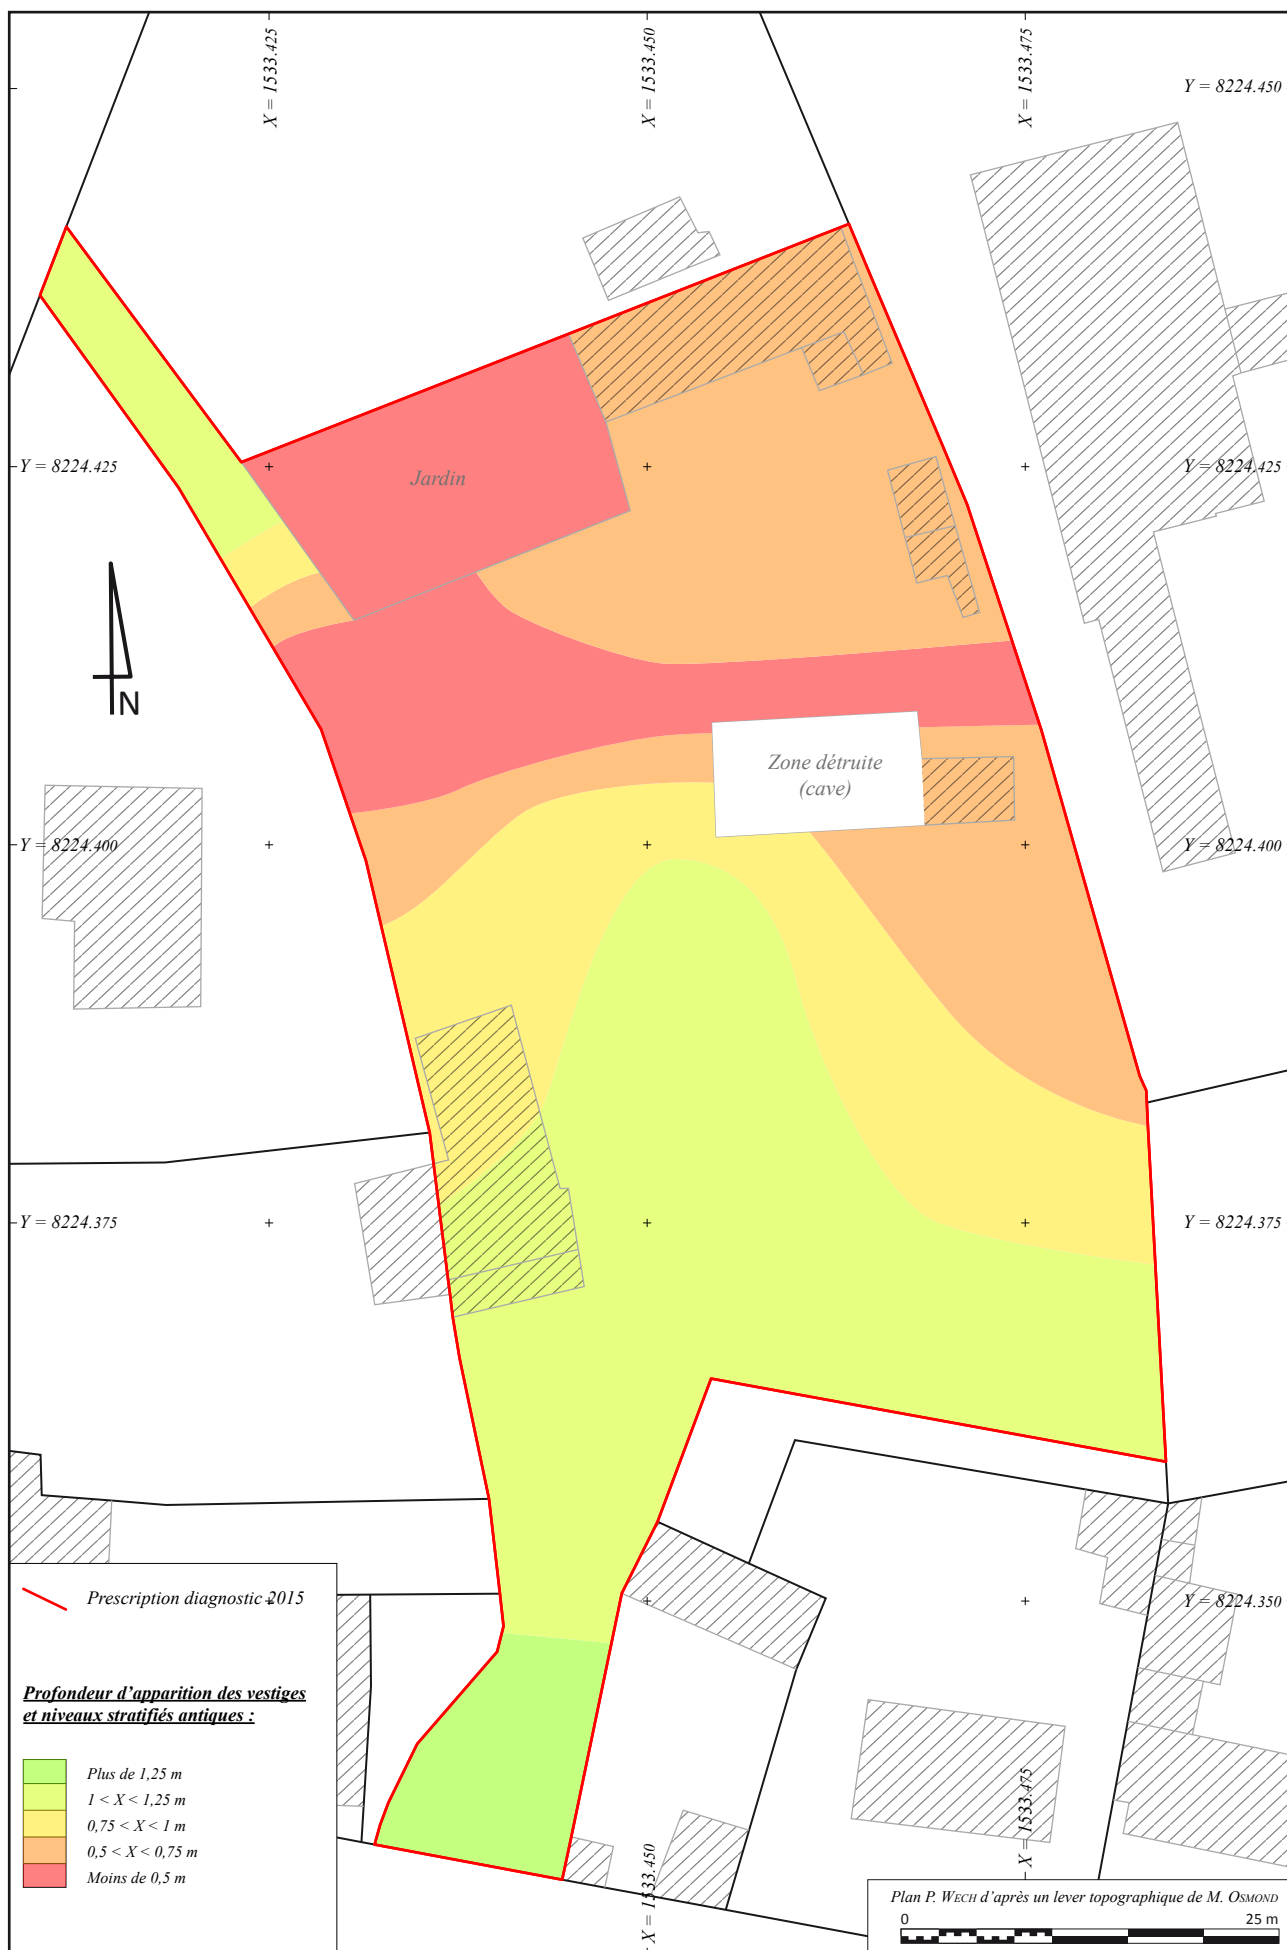 X = 1533.425
X = 1533.450
X = 1533.475
Y = 8224.450
Y = 8224.425
Jardin
Y = 8224.425
N
Zone détruite
(cave)
Y = 8224.400
Y = 8224.400
Y = 8224.375
Y = 8224.375
Prescription diagnostic 2015
Y = 8224.350
Profondeur d’apparition des vestiges
et niveaux stratifiés antiques :
Plus de 1,25 m
1 < X < 1,25 m
0,75 < X < 1 m
0,5 < X < 0,75 m
Moins de 0,5 m
X = 1533.450
X = 1533.475
Plan P. WECH d’après un lever topographique de M. OSMOND
0 25 m